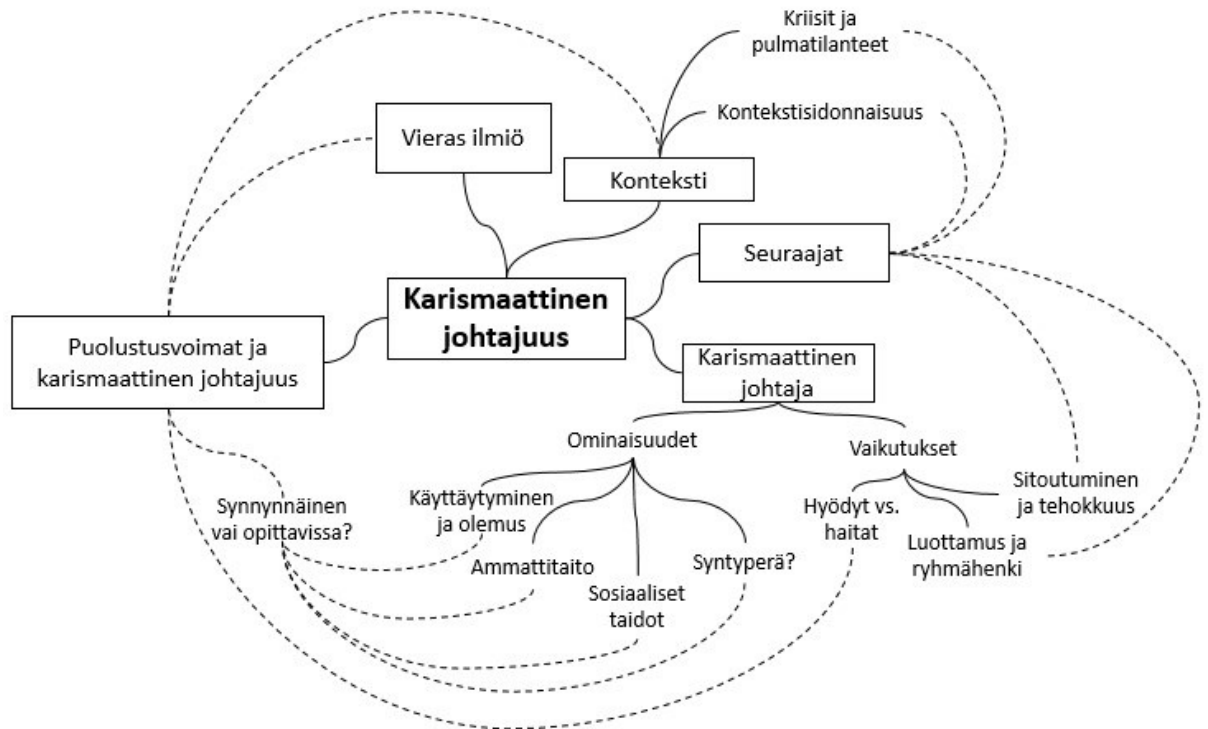 Kriisit ja
pulmatilanteet
Kontekstisidonnaisuus
Vieras ilmiö
Konteksti
Seuraajat
Karismaattinen
johtajuus
Puolustusvoimat ja
karismaattinen johtajuus
Karismaattinen
johtaja
Ominaisuudet
Vaikutukset
Synnynnäinen
vai opittavissa?
Käyttäytyminen
ja olemus
Ammattitaito
Sosiaaliset
taidot
Syntyperä?
Hyödyt vs.
haitat
Luottamus ja
ryhmähenki
Sitoutuminen
ja tehokkuus